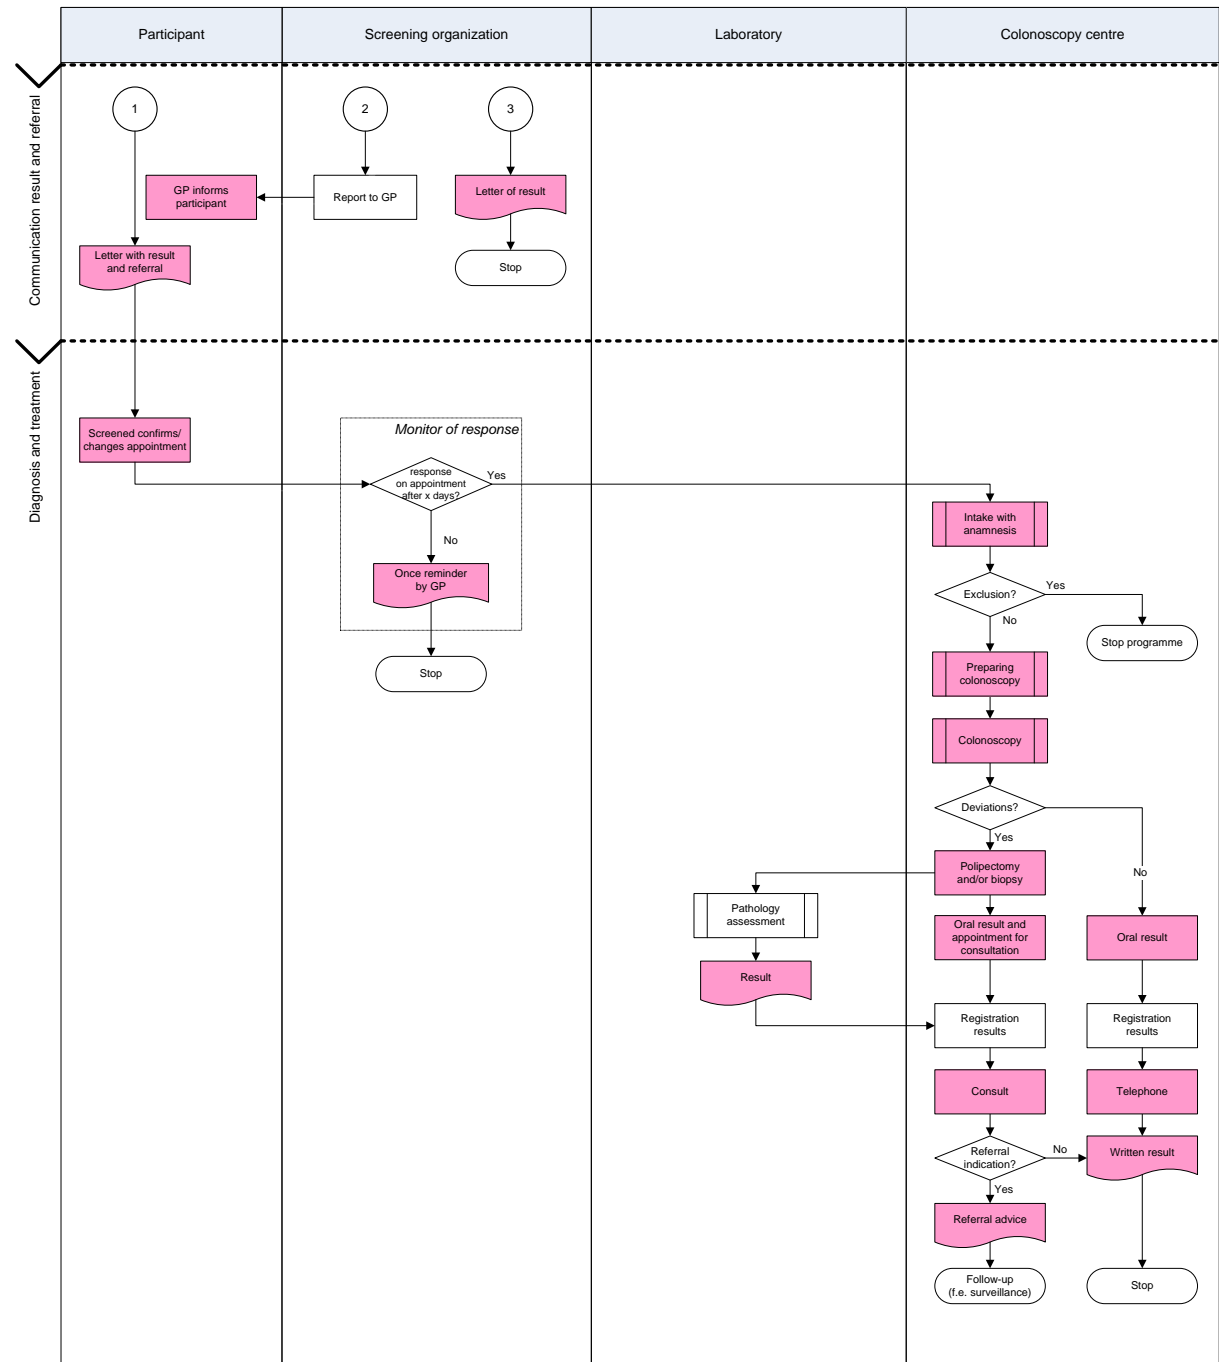 Participant
Screening organization
Laboratory
Colonoscopy centre
Communication result and referral
1
2
3
GP informs
participant
Report to GP
Letter of result
Letter with result
and referral
Stop
Diagnosis and treatment
Screened confirms/
changes appointment
Monitor of response
response
on appointment
after x days?
Yes
No
Once reminder
by GP
Stop
Intake with
anamnesis
Exclusion?
Yes
No
Stop programme
Preparing
colonoscopy
Colonoscopy
Deviations?
Yes
No
Polipectomy
and/or biopsy
Pathology
assessment
Oral result and
appointment for
consultation
Oral result
Result
Registration
results
Registration
results
Consult
Telephone
Referral
indication?
No
Written result
Yes
Referral advice
Follow-up
(f.e. surveillance)
Stop